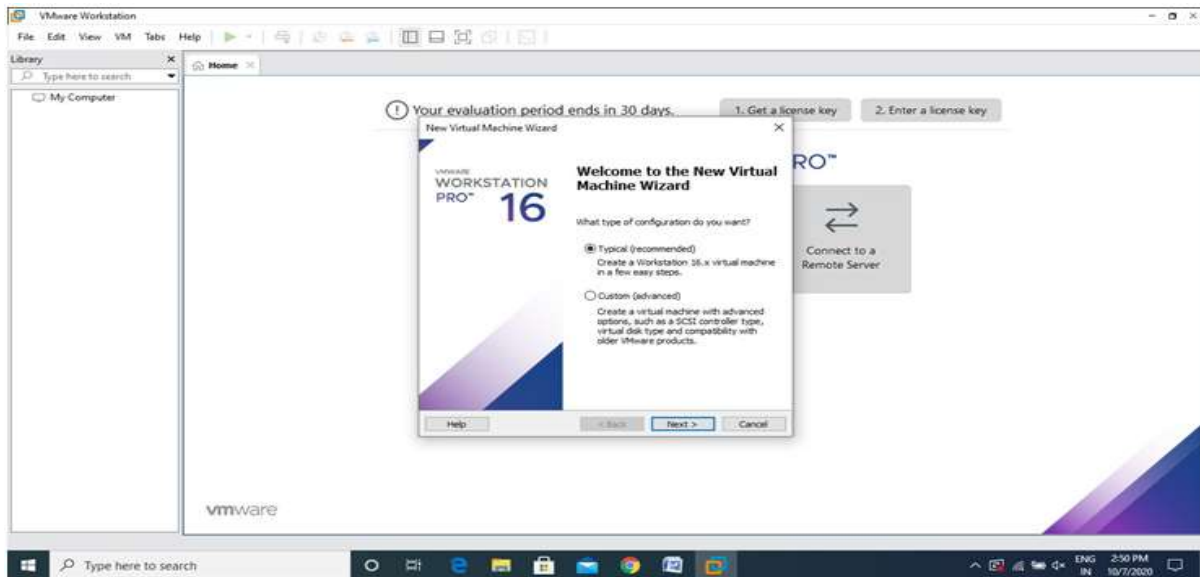 VMware Workstation
File Edit View VM Tabs Help
Library
Type here to search
My Computer
Home
Your evaluation period ends in 30 days.
1. Get a license key
2. Enter a license key
New Virtual Machine Wizard
VMWARE
WORKSTATION
PRO™ 16
Welcome to the New Virtual
Machine Wizard
What type of configuration do you want?
Typical (recommended)
Create a Workstation 16.x virtual machine
in a few easy steps.
Custom (advanced)
Create a virtual machine with advanced
options, such as a SCSI controller type,
virtual disk type and compatibility with
older VMware products.
Help
< Back
Next >
Cancel
RO™
Connect to a
Remote Server
vmware
Type here to search
ENG
IN
2:50 PM
10/7/2020